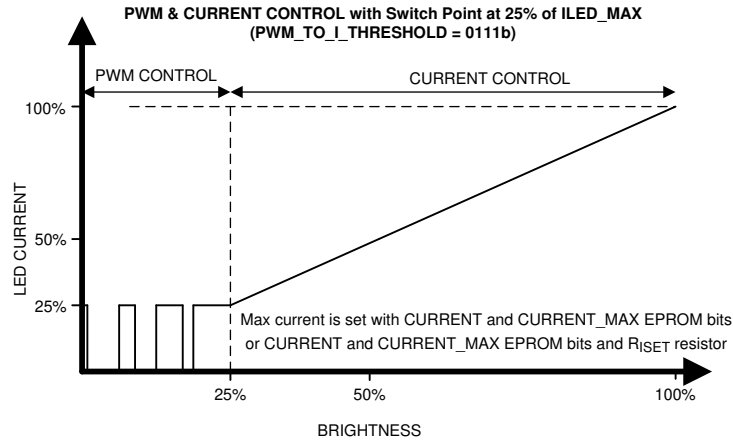 PWM & CURRENT CONTROL with Switch Point at 25% of ILED_MAX
(PWM_TO_I_THRESHOLD = 0111b)
PWM CONTROL
CURRENT CONTROL
100%
LED CURRENT
50%
25%
Max current is set with CURRENT and CURRENT_MAX EPROM bits
or CURRENT and CURRENT_MAX EPROM bits and RISET resistor
25%
50%
100%
BRIGHTNESS